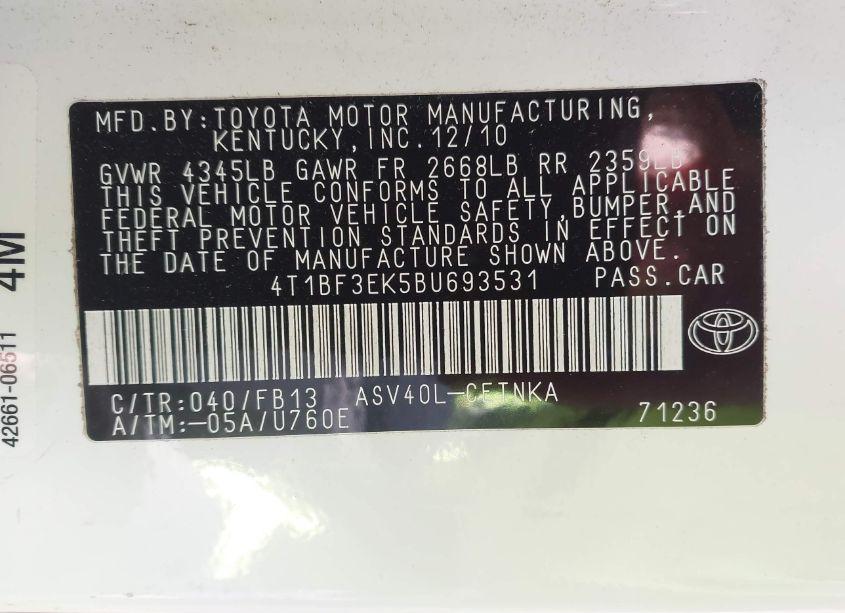 MFD.BY:TOYOTA MOTOR MANUFACTURING,
KENTUCKY,INC.12/10
GVWR 4345LB GAWR FR 2668LB RR 2359LB
THIS VEHICLE CONFORMS TO ALL APPLICABLE
FEDERAL MOTOR VEHICLE SAFETY,BUMPER,AND
THEFT PREVENTION STANDARDS IN EFFECT ON
THE DATE OF MANUFACTURE SHOWN ABOVE.
4T1BF3EK5BU693531 PASS.CAR
C/TR:040/FB13 ASV40L-CETNKA
A/TM:-05A/U760E 71236
42661-06511 4M